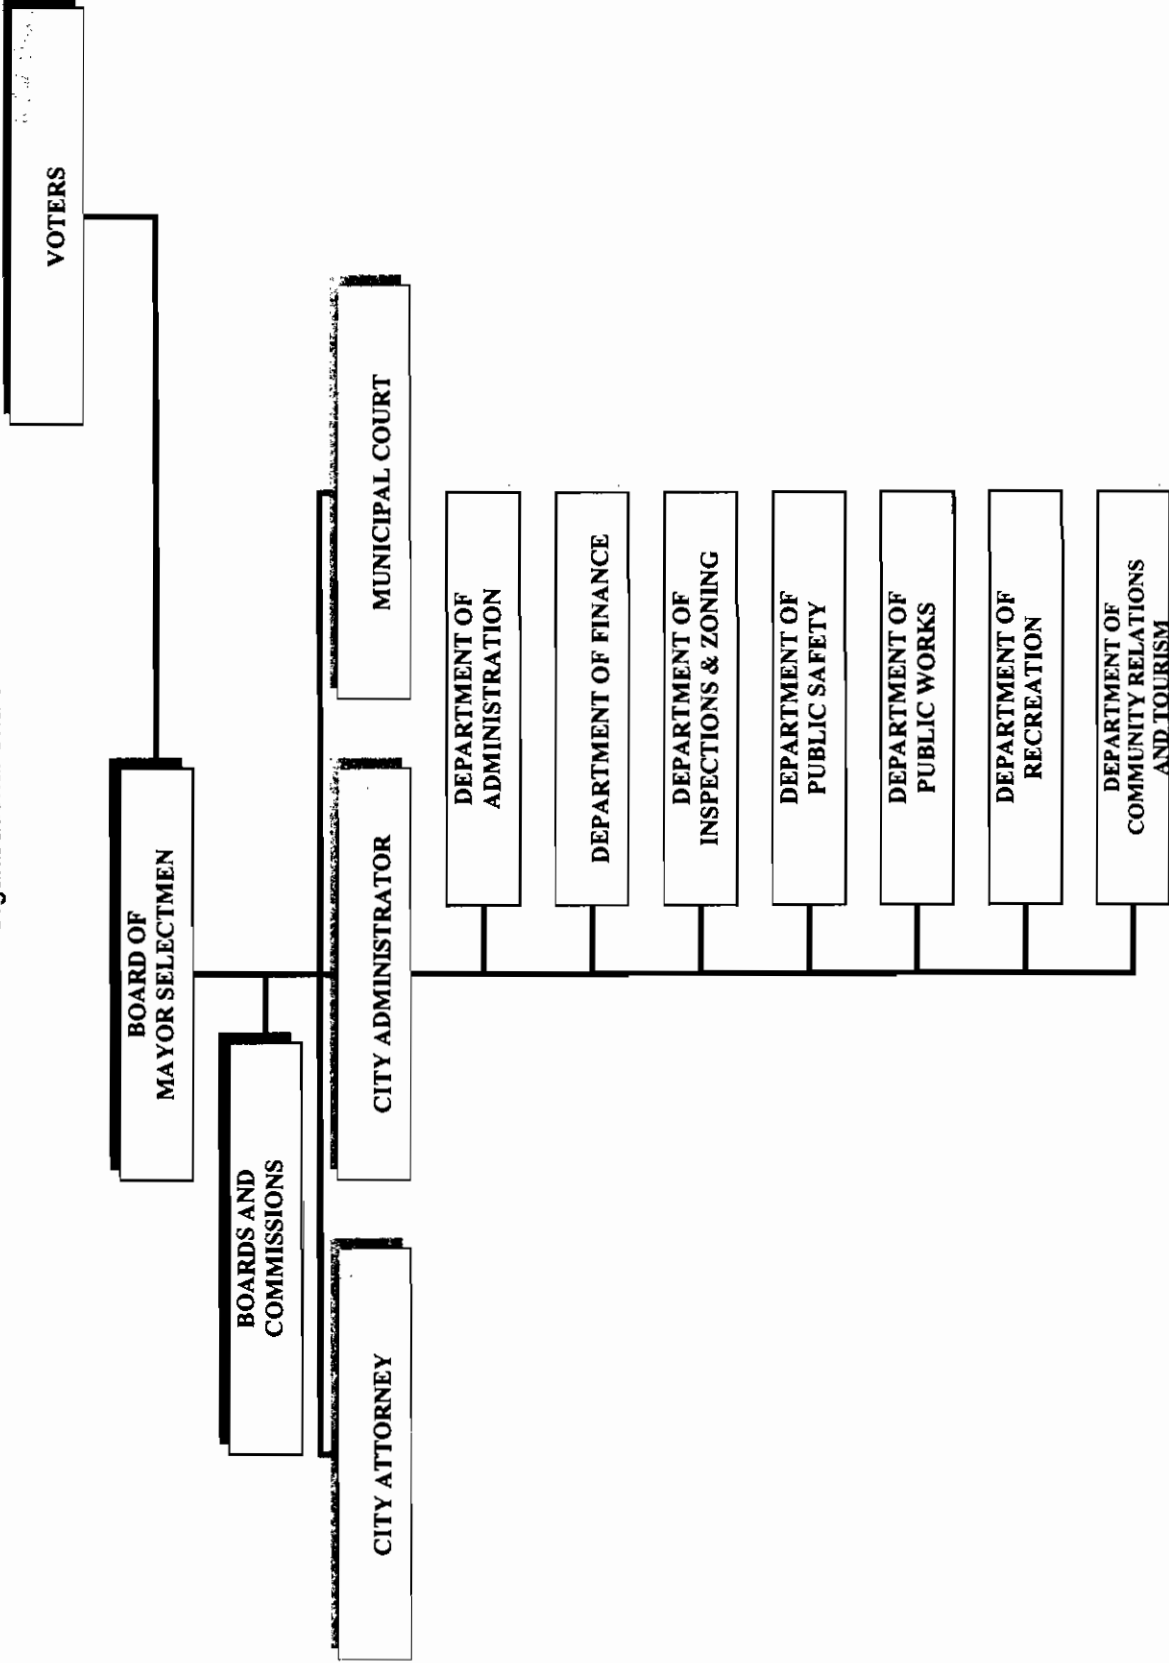 VOTERS
BOARD OF
MAYOR SELECTMEN
BOARDS AND
COMMISSIONS
CITY ATTORNEY
CITY ADMINISTRATOR
MUNICIPAL COURT
DEPARTMENT OF
ADMINISTRATION
DEPARTMENT OF FINANCE
DEPARTMENT OF
INSPECTIONS & ZONING
DEPARTMENT OF
PUBLIC SAFETY
DEPARTMENT OF
PUBLIC WORKS
DEPARTMENT OF
RECREATION
DEPARTMENT OF
COMMUNITY RELATIONS
AND TOURISM